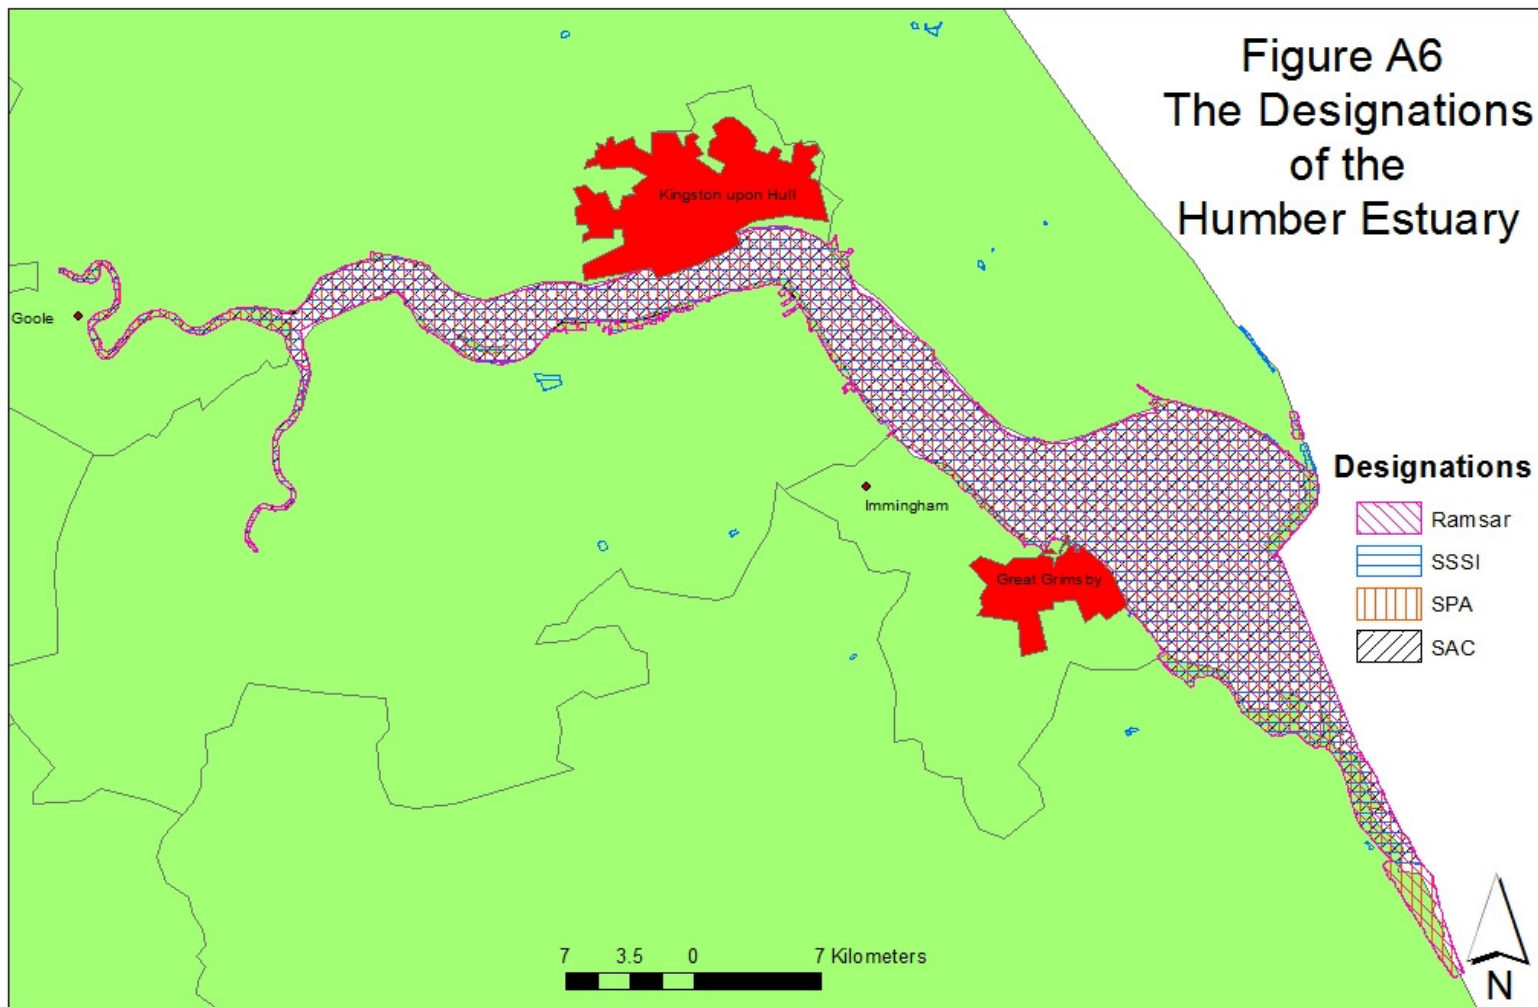 Figure A6
The Designations
of the
Humber Estuary
Kingston upon Hull
Goole
Immingham
Great Grimsby
Designations
Ramsar
SSSI
SPA
SAC
7 3.5 0 7 Kilometers
N